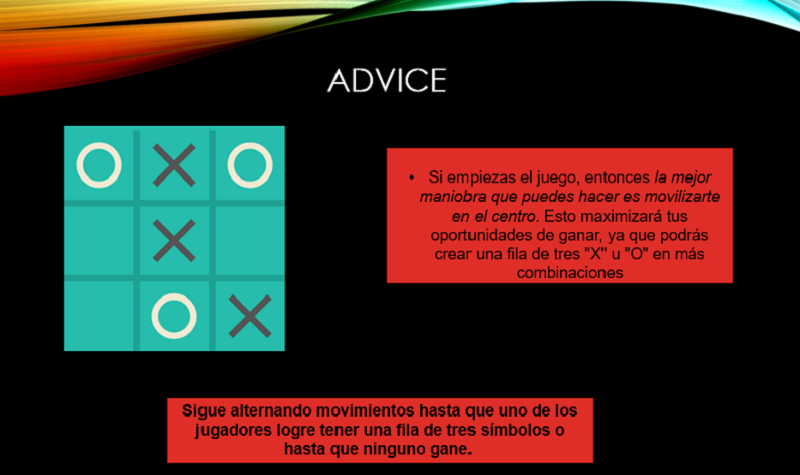 ADVICE
O X O
X
O X
• Si empiezas el juego, entonces la mejor
maniobra que puedes hacer es movilizarte
en el centro. Esto maximizará tus
oportunidades de ganar, ya que podrás
crear una fila de tres "X" u "O" en más
combinaciones
Sigue alternando movimientos hasta que uno de los
jugadores logre tener una fila de tres símbolos o
hasta que ninguno gane.